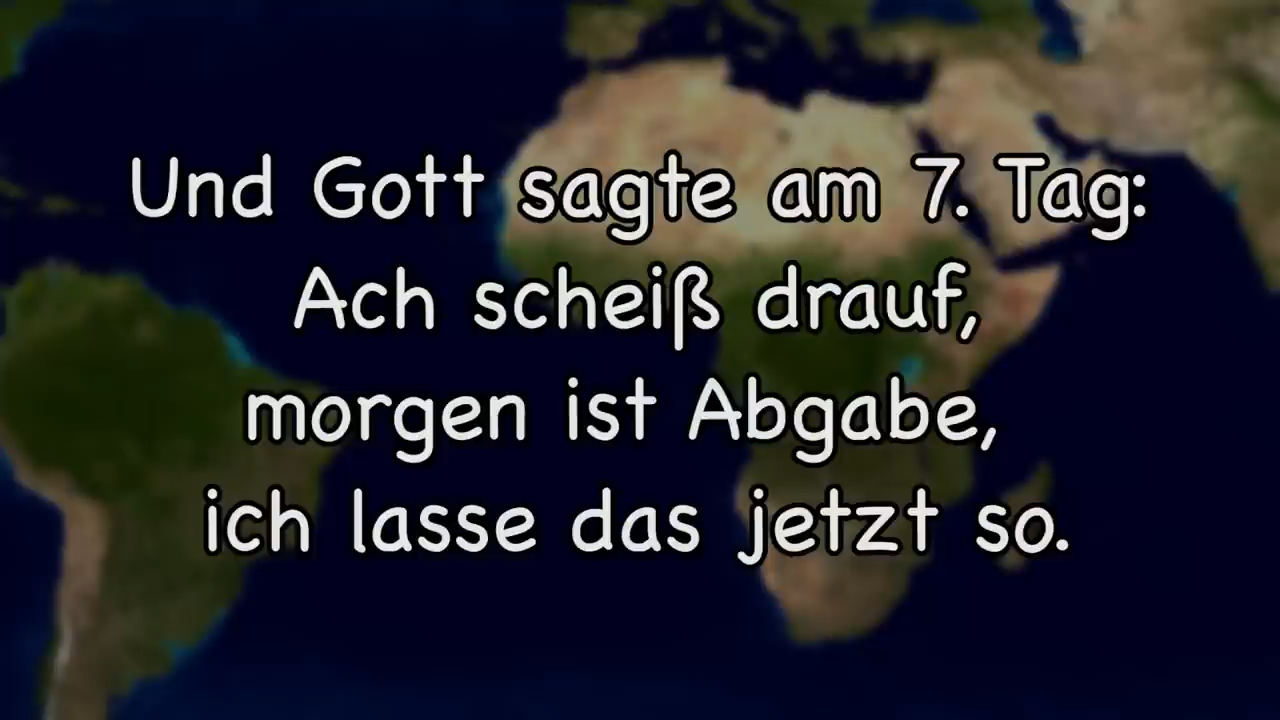 Und Gott sagte am 7. Tag:
Ach scheiß drauf,
morgen ist Abgabe,
ich lasse das jetzt so.